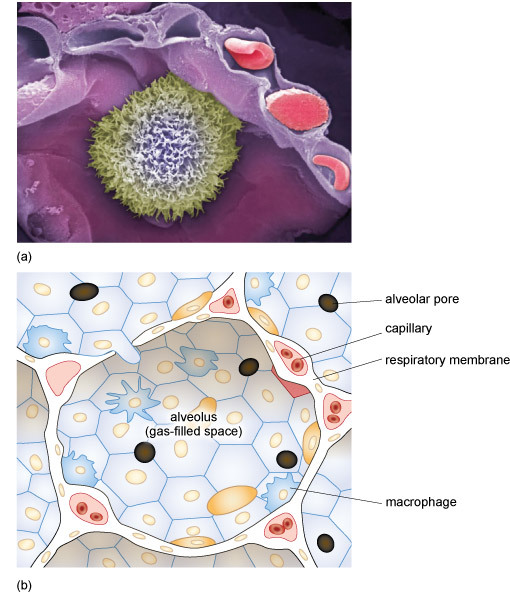 (a)
alveolar pore
capillary
respiratory membrane
alveolus
(gas-filled space)
macrophage
(b)